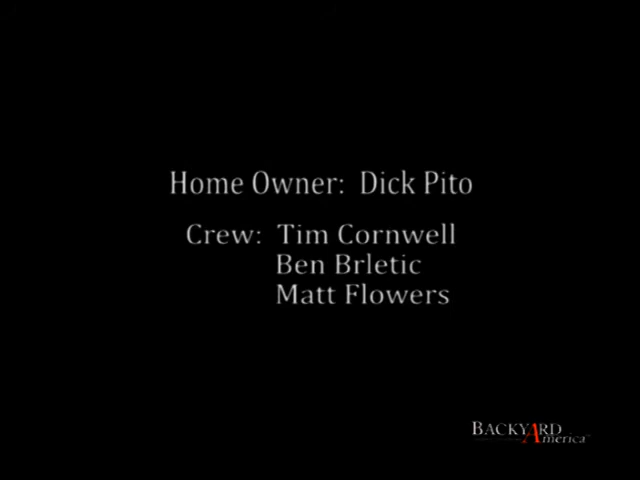 Home Owner: Dick Pito
Crew: Tim Cornwell
Ben Brletic
Matt Flowers
BACKYARD
America